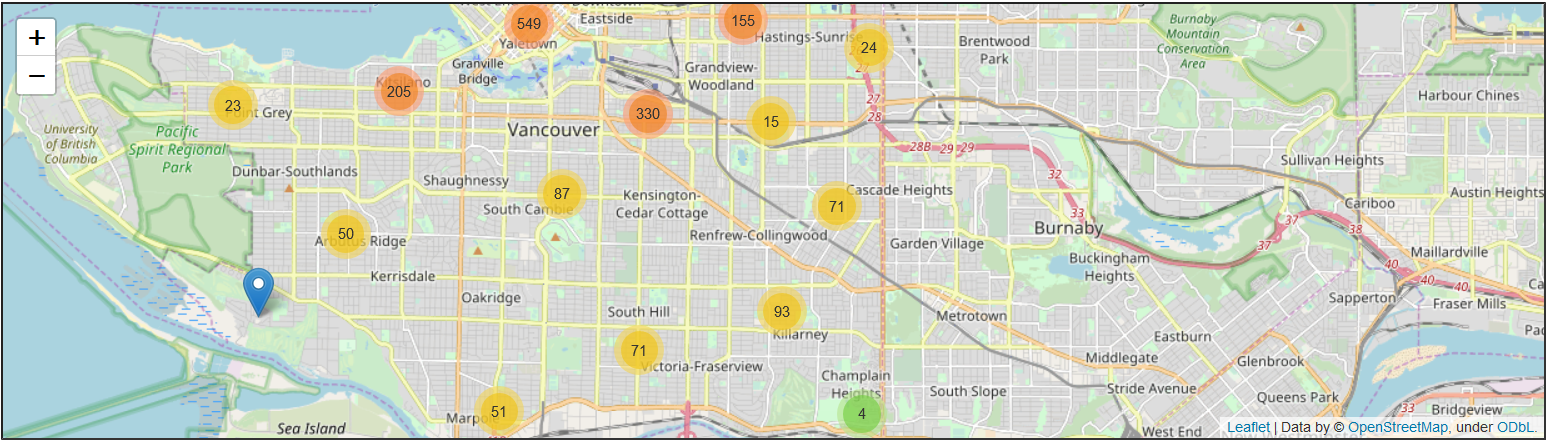 +
−
549
Eastside
155
Yaletown
Hastings-Sunrise
24
27
Brentwood
Park
Burnaby
Mountain
Conservation
Area
Granville
Bridge
Grandview-
Woodland
205
23
Point Grey
330
15
27
28
Harbour Chines
Vancouver
University
of British
Columbia
Pacific
Spirit Regional
Park
28B
29
29
Sullivan Heights
Dunbar-Southlands
Shaughnessy
32
87
South Cambie
Kensington-
Cedar Cottage
Cascade Heights
71
Austin Heights
Cariboo
33
37
37
38
50
Arbutus Ridge
Renfrew-Collingwood
Garden Village
Burnaby
Buckingham
Heights
Maillardville
40
40
40
Kerrisdale
Oakridge
South Hill
93
Killarney
Metrotown
Sapperton
Fraser Mills
Eastburn
71
Victoria-Fraserview
Middlegate
Glenbrook
Champlain
Heights
4
South Slope
Stride Avenue
Queens Park
51
Sea Island
33
Bridgeview
West End
Leaflet | Data by © OpenStreetMap, under ODbL.